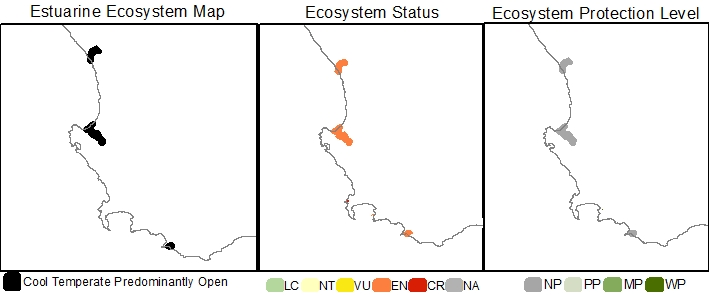 Estuarine Ecosystem Map
Ecosystem Status
Ecosystem Protection Level
Cool Temperate Predominantly Open
LC NT VU EN CR NA
NP PP MP WP